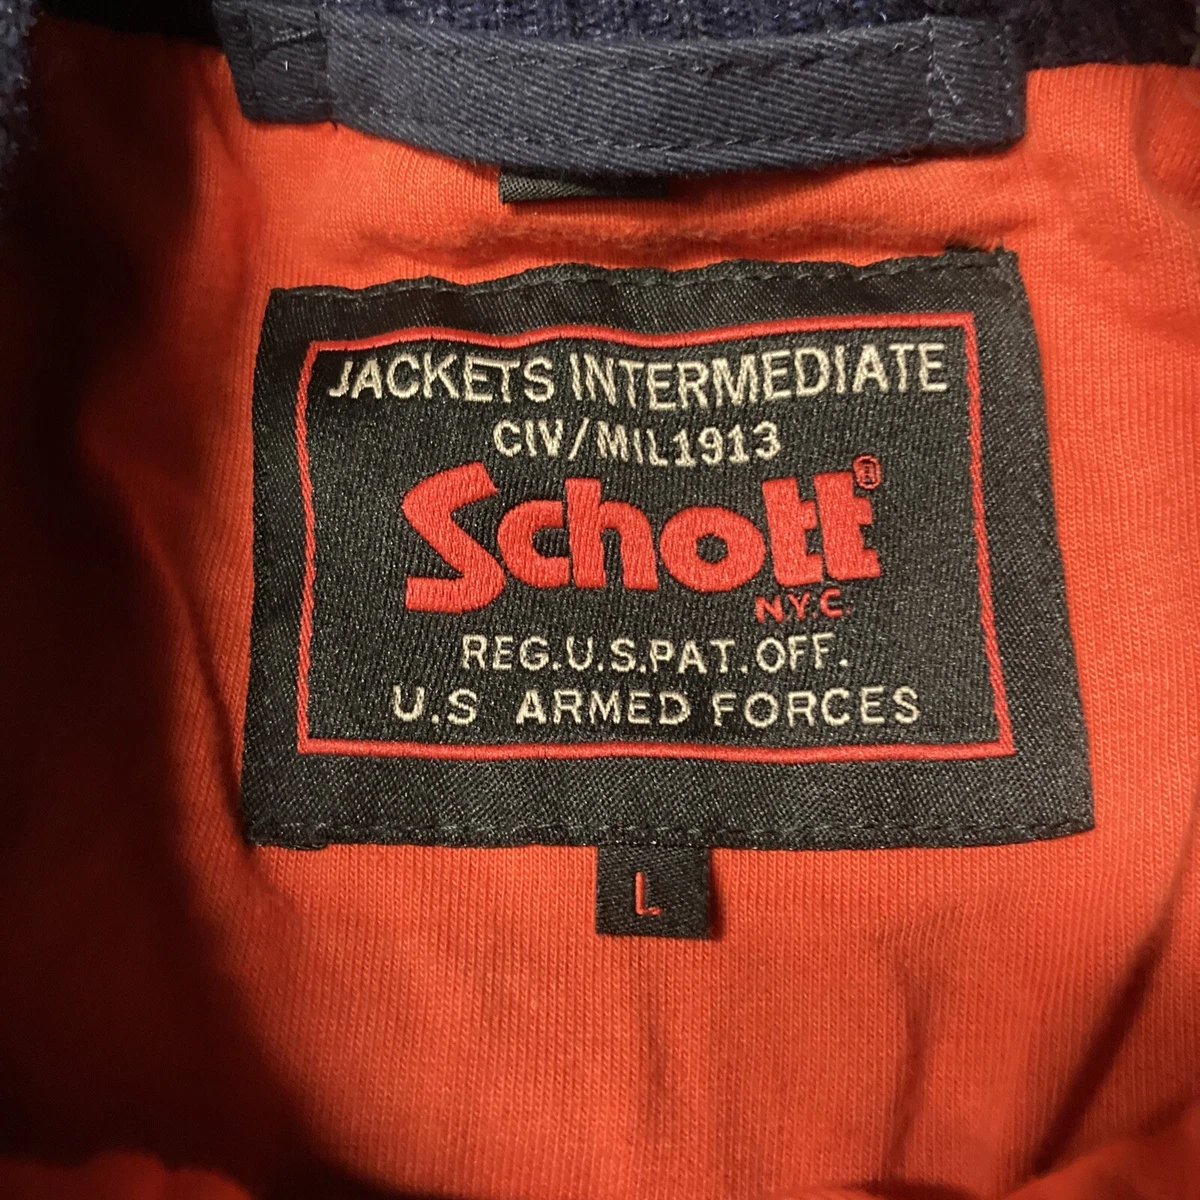 JACKETS INTERMEDIATE
CIV/MIL1913
Schott®
N.Y.C.
REG.U.S.PAT.OFF.
U.S ARMED FORCES
L